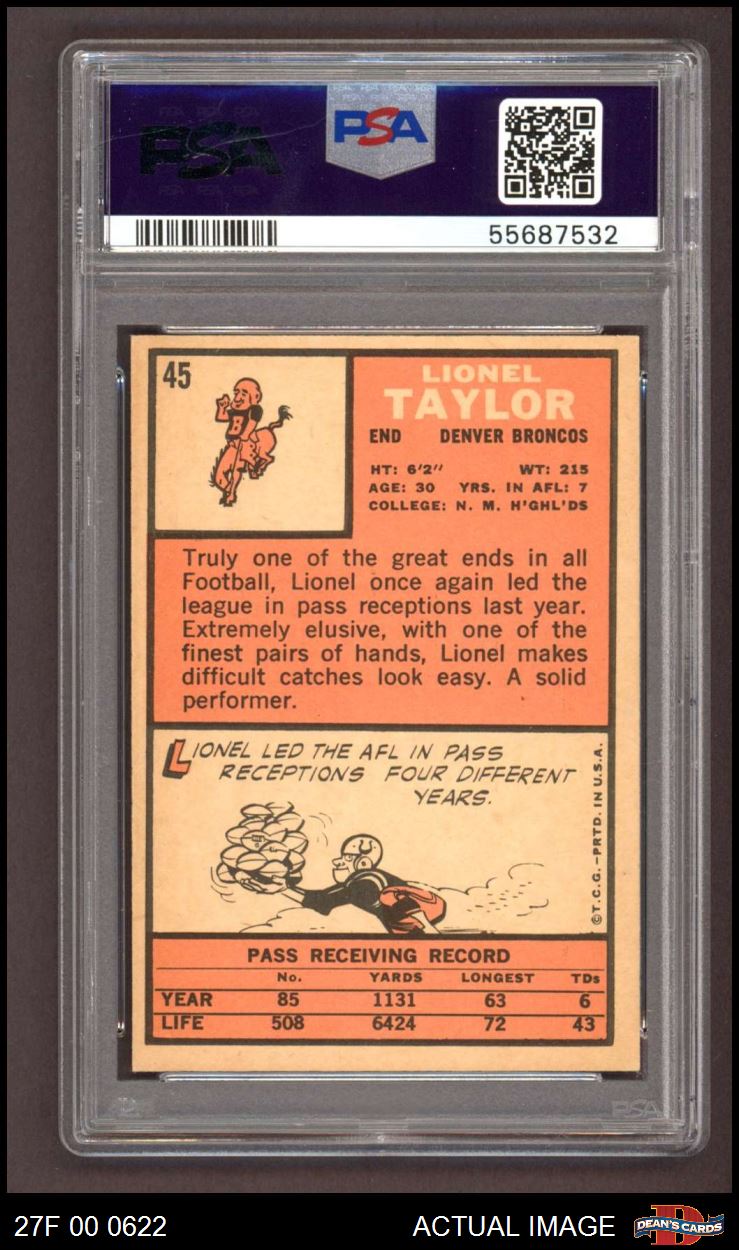 PSA
PSA
55687532
45
LIONEL
TAYLOR
END DENVER BRONCOS
HT: 6'2" WT: 215
AGE: 30 YRS. IN AFL: 7
COLLEGE: N. M. H'GHL'DS
Truly one of the great ends in all
Football, Lionel once again led the
league in pass receptions last year.
Extremely elusive, with one of the
finest pairs of hands, Lionel makes
difficult catches look easy. A solid
performer.
LIONEL LED THE AFL IN PASS
RECEPTIONS FOUR DIFFERENT
YEARS.
©T.C.G.–PRTD. IN U.S.A.
PASS RECEIVING RECORD
No. YARDS LONGEST TDs
YEAR 85 1131 63 6
LIFE 508 6424 72 43
PSA
27F 00 0622 ACTUAL IMAGE DEAN'S CARDS